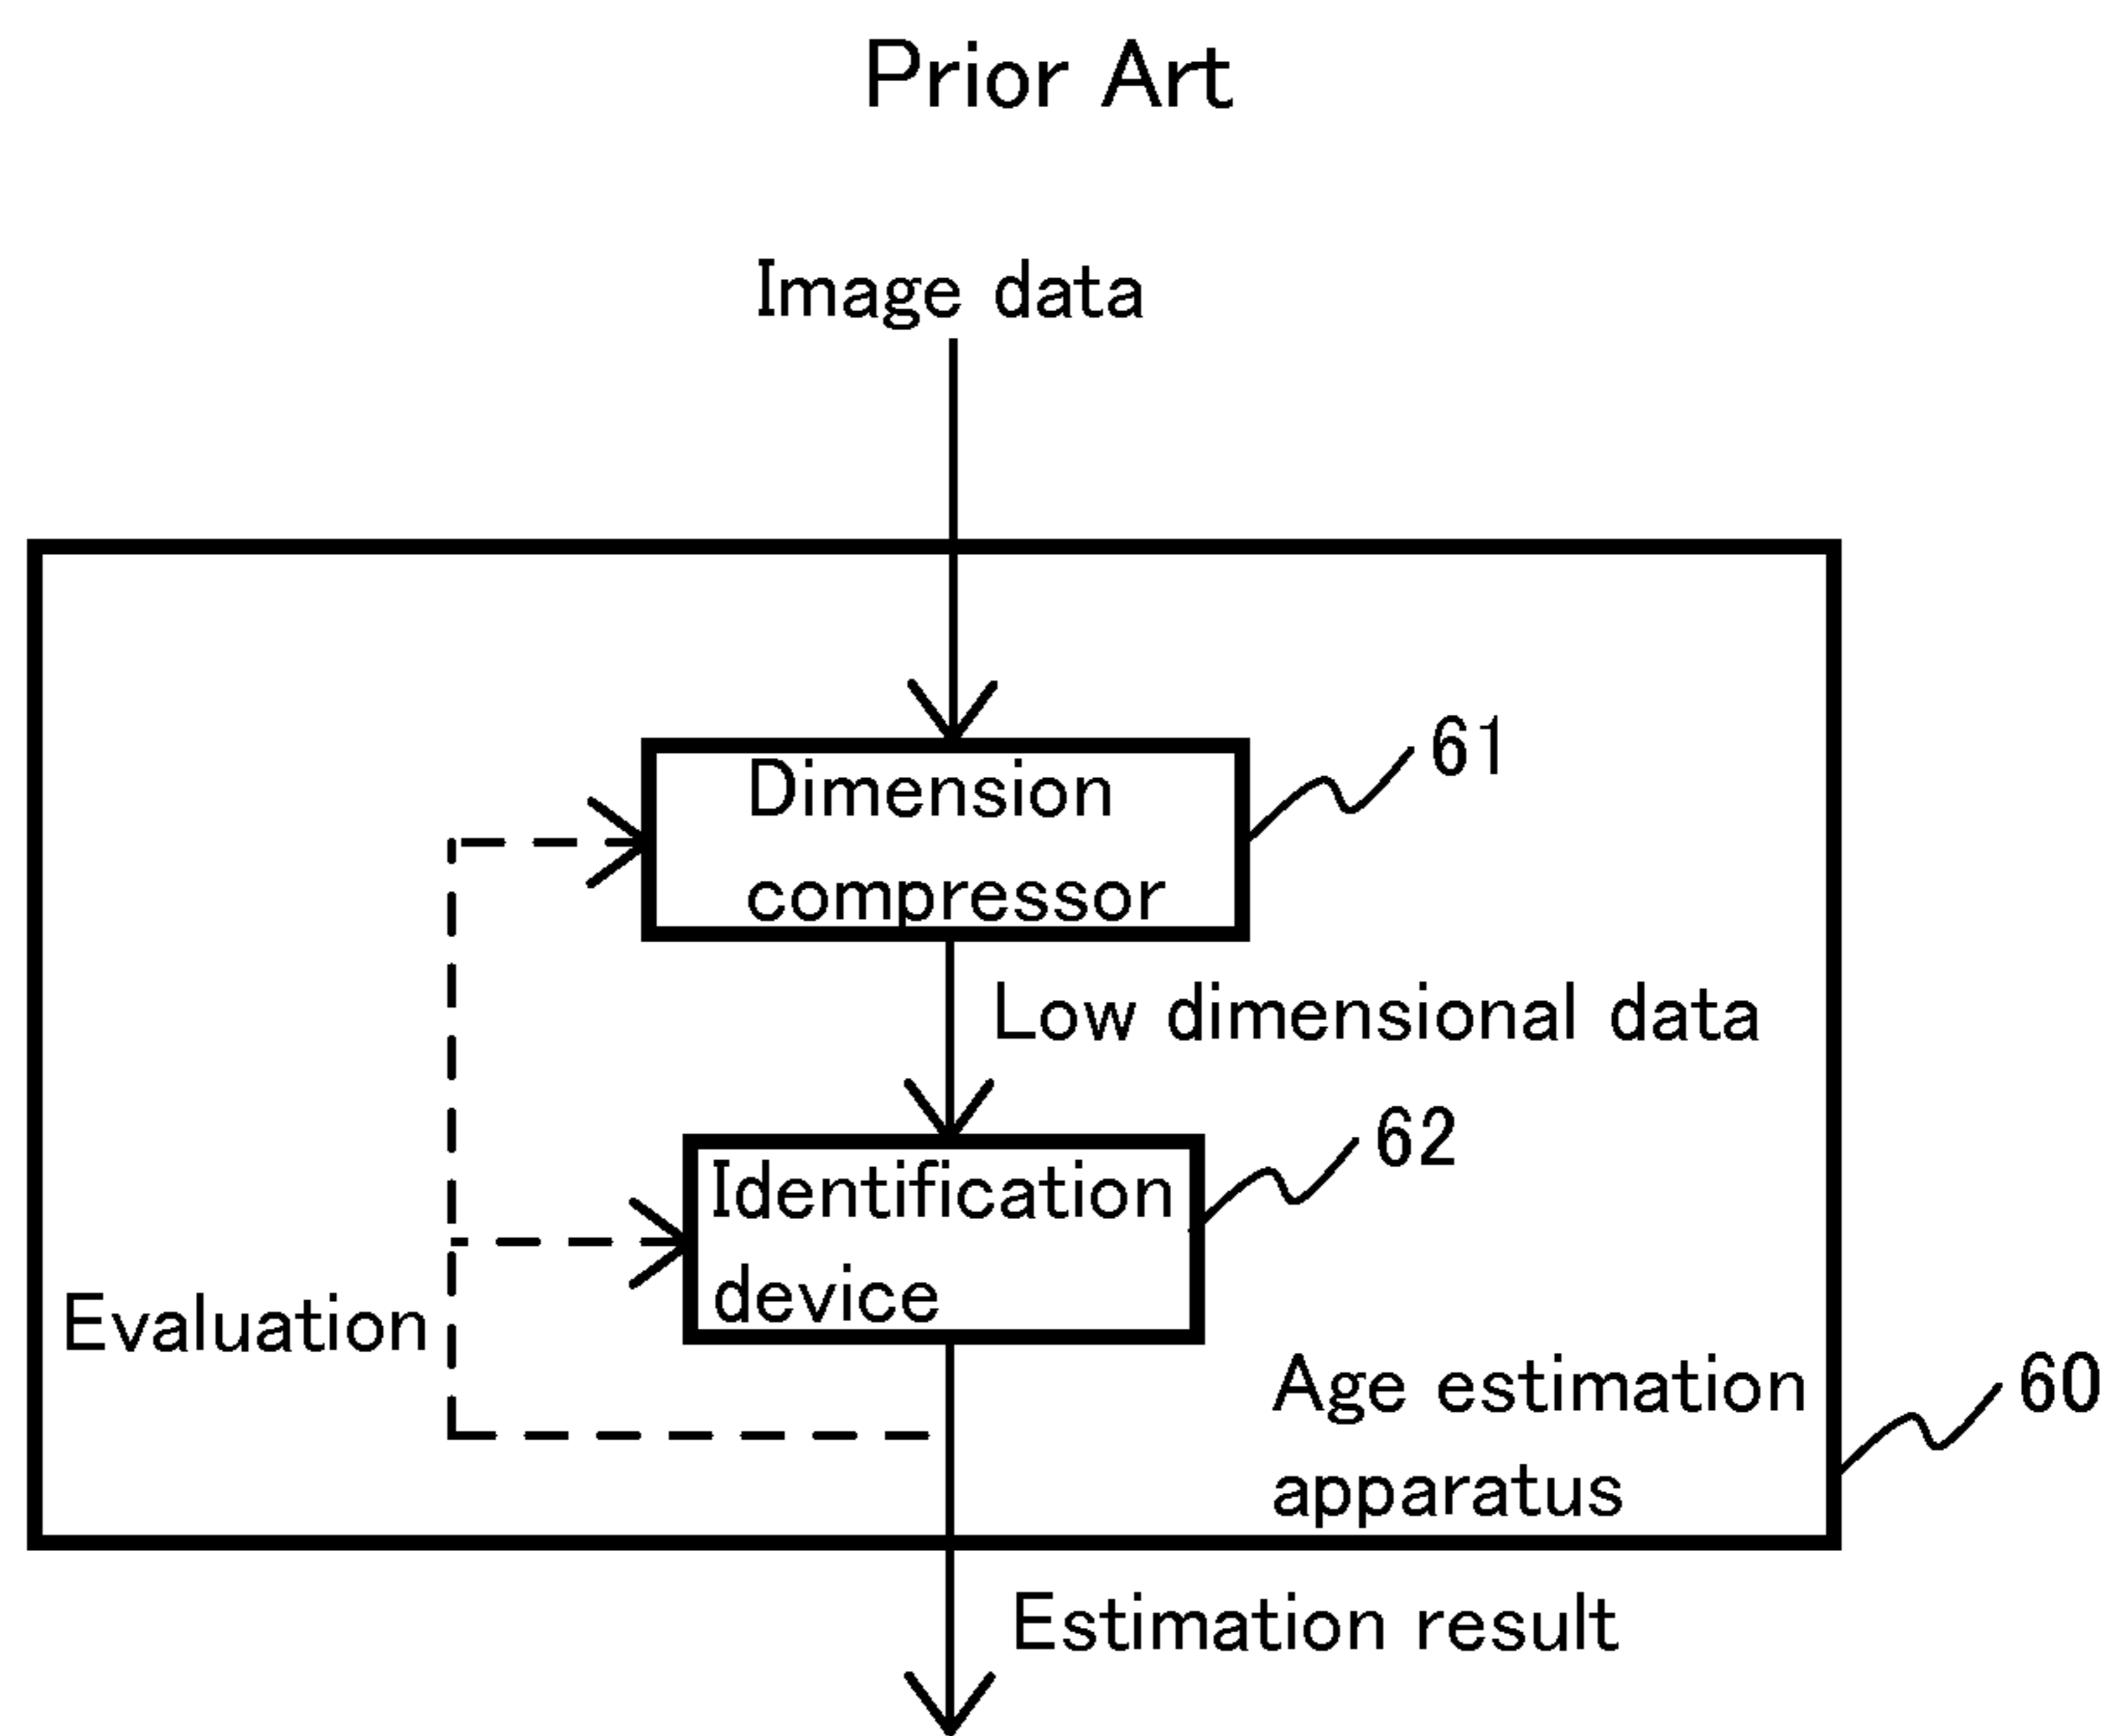 Prior Art
Image data
61
Dimension
compressor
Low dimensional data
62
Identification
device
Evaluation
Age estimation
apparatus
60
Estimation result